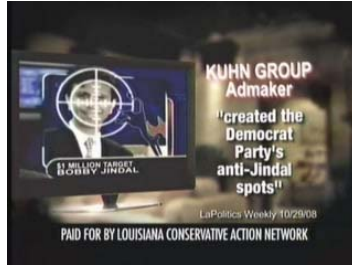 KUHN GROUP
Admaker
"created the
Democrat
Party's
anti-Jindal
spots"
$1 MILLION TARGET
BOBBY JINDAL
LaPolitics Weekly 10/29/08
PAID FOR BY LOUISIANA CONSERVATIVE ACTION NETWORK